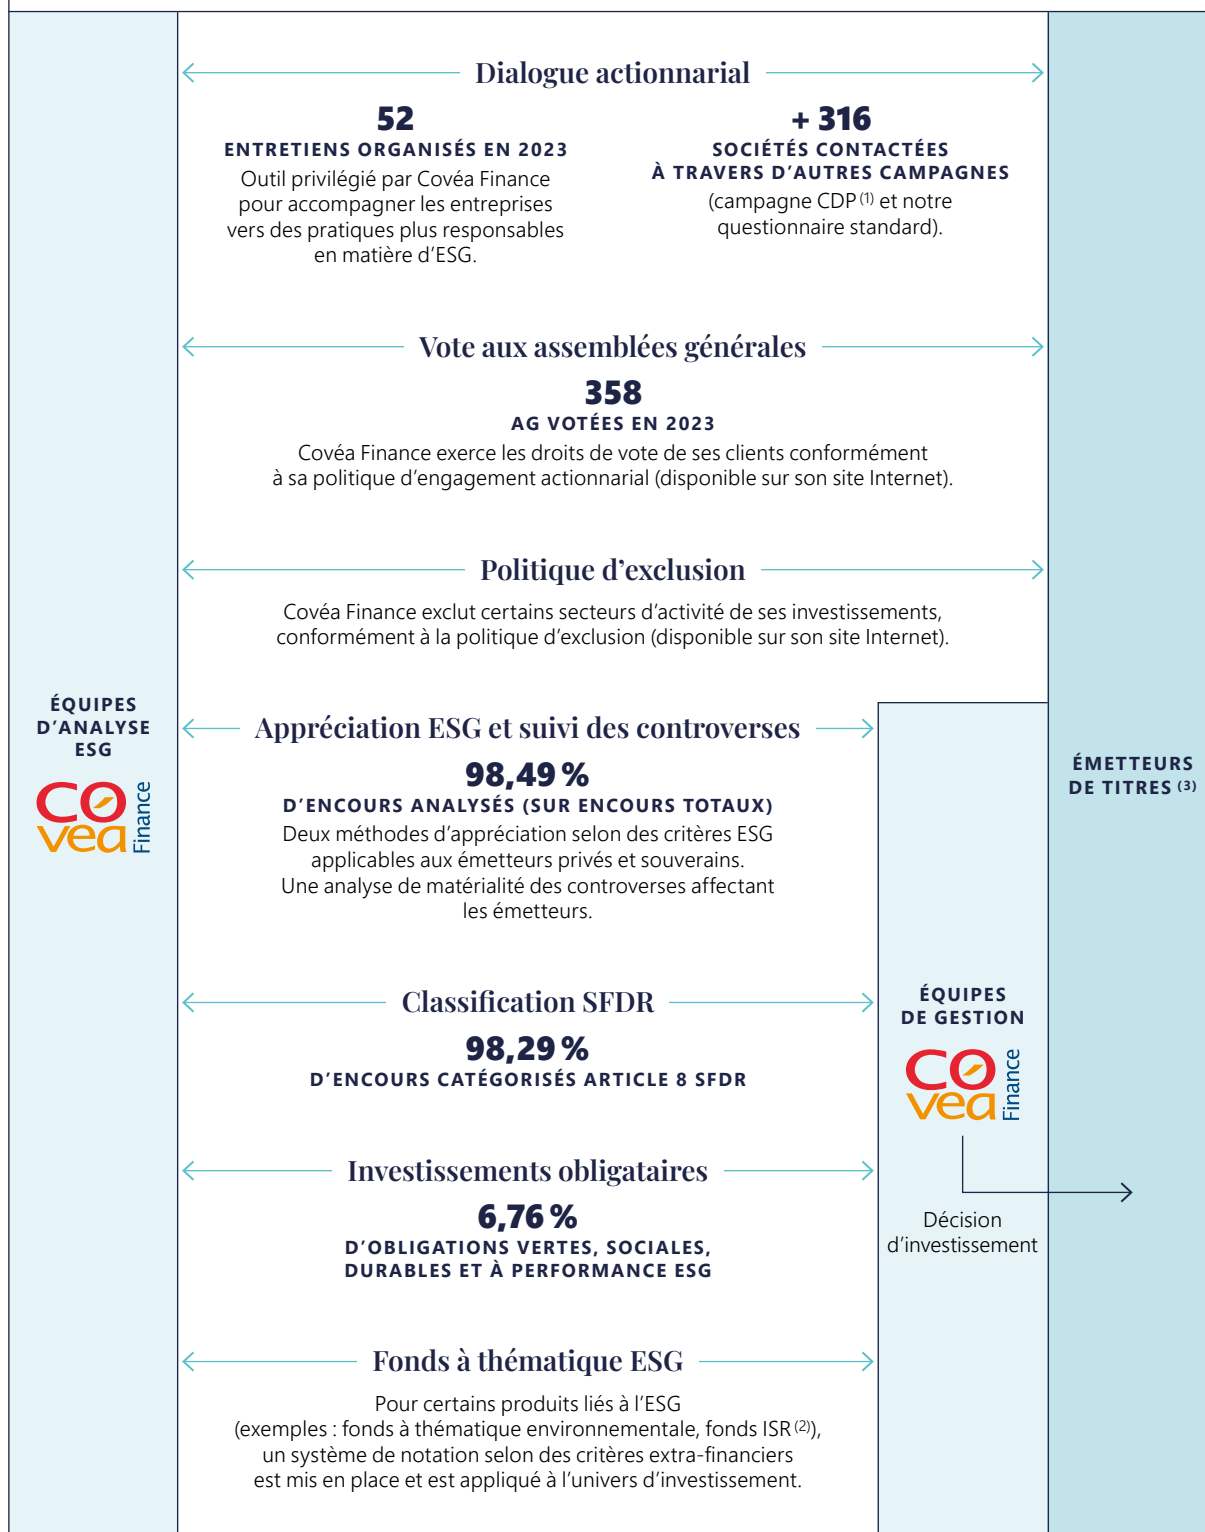 Dialogue actionnarial
52
ENTRETIENS ORGANISÉS EN 2023
Outil privilégié par Covéa Finance
pour accompagner les entreprises
vers des pratiques plus responsables
en matière d’ESG.
+ 316
SOCIÉTÉS CONTACTÉES
À TRAVERS D’AUTRES CAMPAGNES
(campagne CDP (1) et notre
questionnaire standard).
Vote aux assemblées générales
358
AG VOTÉES EN 2023
Covéa Finance exerce les droits de vote de ses clients conformément
à sa politique d’engagement actionnarial (disponible sur son site Internet).
Politique d’exclusion
Covéa Finance exclut certains secteurs d’activité de ses investissements,
conformément à la politique d’exclusion (disponible sur son site Internet).
ÉQUIPES
D’ANALYSE
ESG
Covéa
Finance
Appréciation ESG et suivi des controverses
98,49 %
D’ENCOURS ANALYSÉS (SUR ENCOURS TOTAUX)
Deux méthodes d’appréciation selon des critères ESG
applicables aux émetteurs privés et souverains.
Une analyse de matérialité des controverses affectant
les émetteurs.
ÉMETTEURS
DE TITRES (3)
Classification SFDR
98,29 %
D’ENCOURS CATÉGORISÉS ARTICLE 8 SFDR
ÉQUIPES
DE GESTION
Covéa
Finance
Investissements obligataires
6,76 %
D’OBLIGATIONS VERTES, SOCIALES,
DURABLES ET À PERFORMANCE ESG
Décision
d’investissement
Fonds à thématique ESG
Pour certains produits liés à l’ESG
(exemples : fonds à thématique environnementale, fonds ISR (2)),
un système de notation selon des critères extra-financiers
est mis en place et est appliqué à l’univers d’investissement.